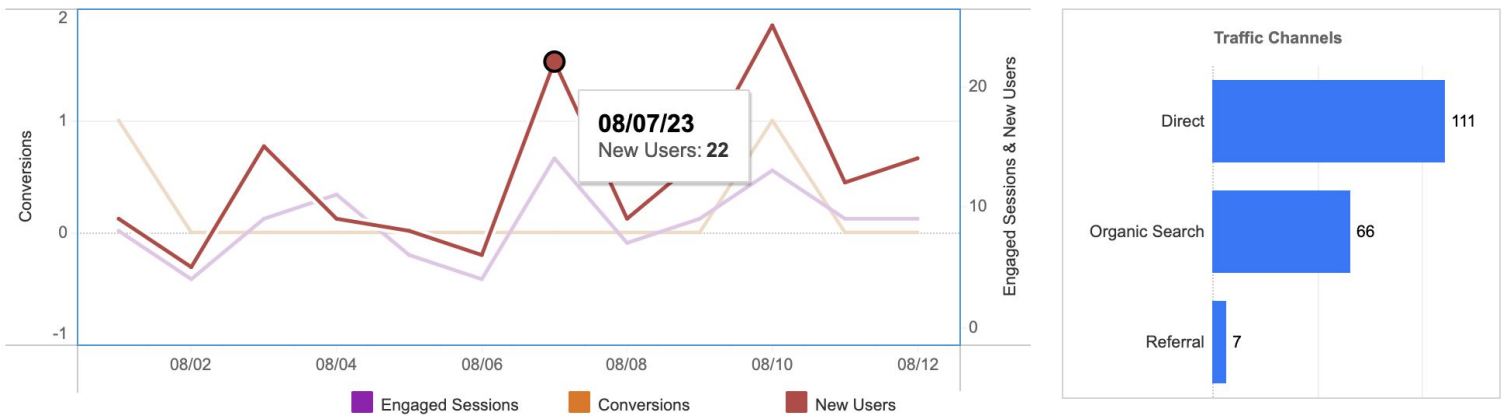 2
1
0
-1
Conversions
08/07/23
New Users: 22
20
10
0
Engaged Sessions & New Users
08/02
08/04
08/06
08/08
08/10
08/12
Engaged Sessions
Conversions
New Users
Traffic Channels
Direct
111
Organic Search
66
Referral
7